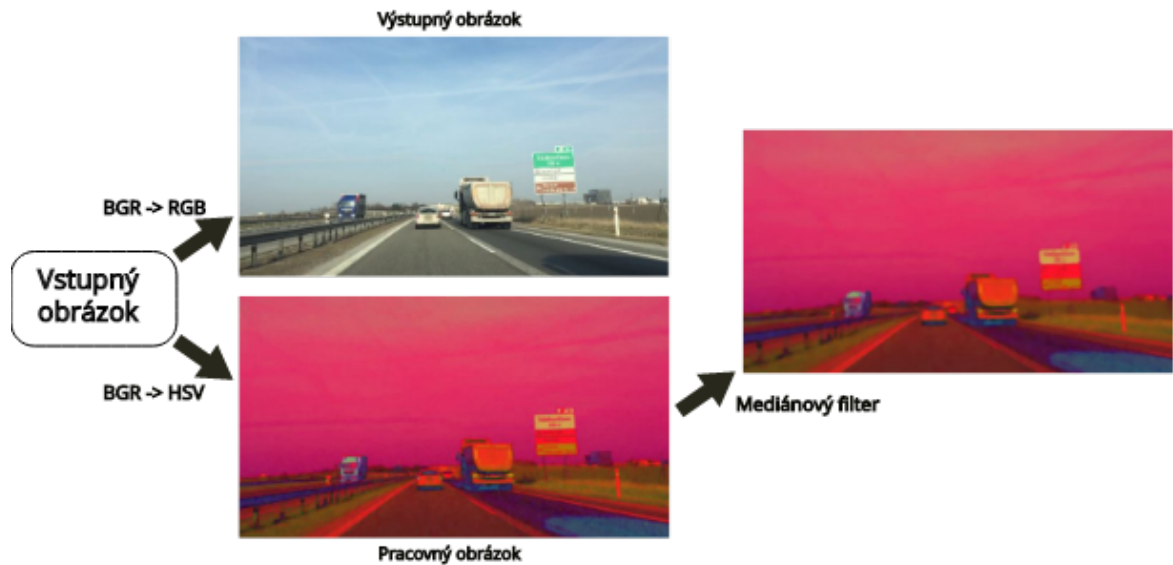 Výstupný obrázok
BGR -> RGB
Vstupný
obrázok
BGR -> HSV
Mediánový filter
Pracovný obrázok